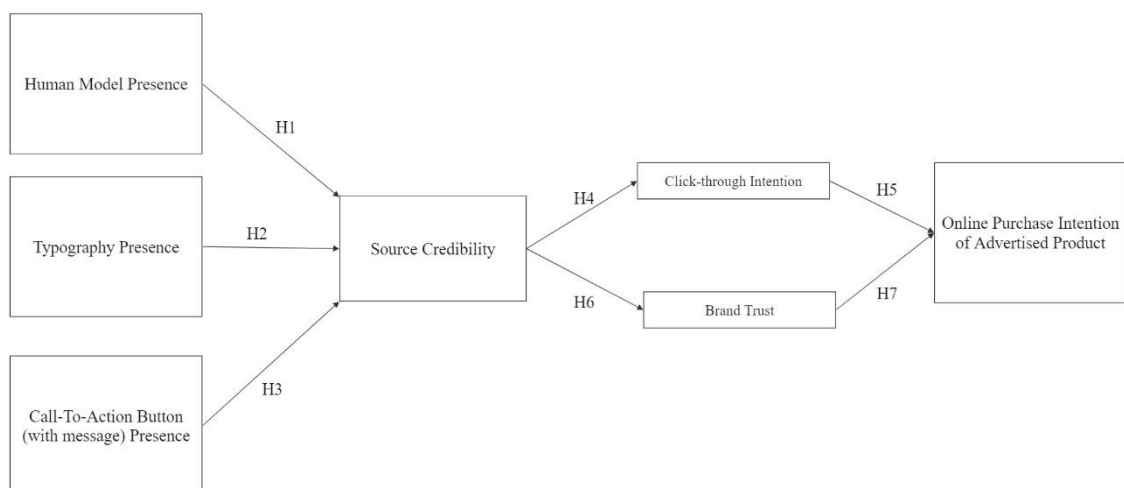 Human Model Presence
H1
Typography Presence
H2
Call-To-Action Button
(with message) Presence
H3
Source Credibility
H4
Click-through Intention
H5
H6
Brand Trust
H7
Online Purchase Intention
of Advertised Product